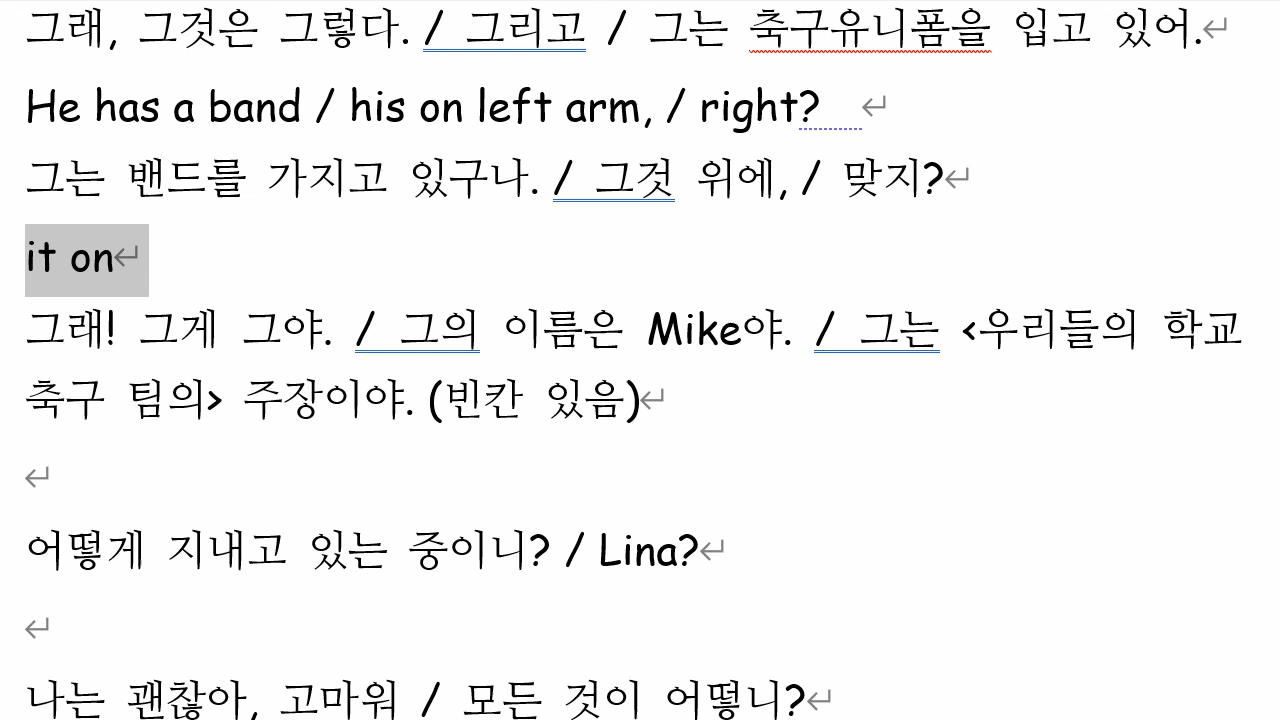 그래, 그것은 그렇다. / 그리고 / 그는 축구유니폼을 입고 있어.
He has a band / his on left arm, / right?
그는 밴드를 가지고 있구나. / 그것 위에, / 맞지?
it on
그래! 그게 그야. / 그의 이름은 Mike야. / 그는 <우리들의 학교
축구 팀의> 주장이야. (빈칸 있음)
어떻게 지내고 있는 중이니? / Lina?
나는 괜찮아, 고마워 / 모든 것이 어떻니?